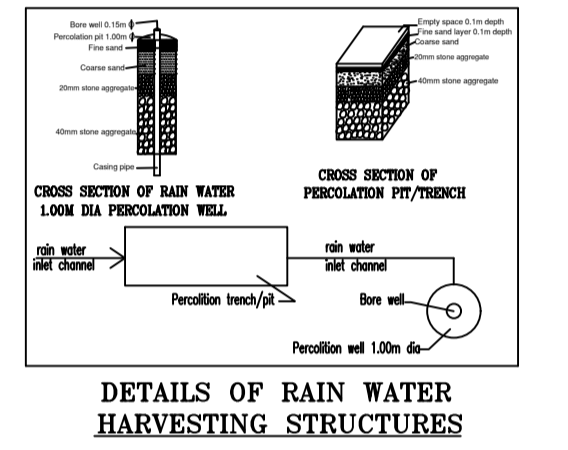 Bore well 0.15m ϕ
Percolation pit 1.00m ϕ
Fine sand
Coarse sand
20mm stone aggregate
40mm stone aggregate
Casing pipe
CROSS SECTION OF RAIN WATER
1.00M DIA PERCOLATION WELL
Empty space 0.1m depth
Fine sand layer 0.1m depth
Coarse sand
20mm stone aggregate
40mm stone aggregate
CROSS SECTION OF
PERCOLATION PIT/TRENCH
rain water
inlet channel
Percolition trench/pit
rain water
inlet channel
Bore well
Percolition well 1.00m dia
DETAILS OF RAIN WATER
HARVESTING STRUCTURES